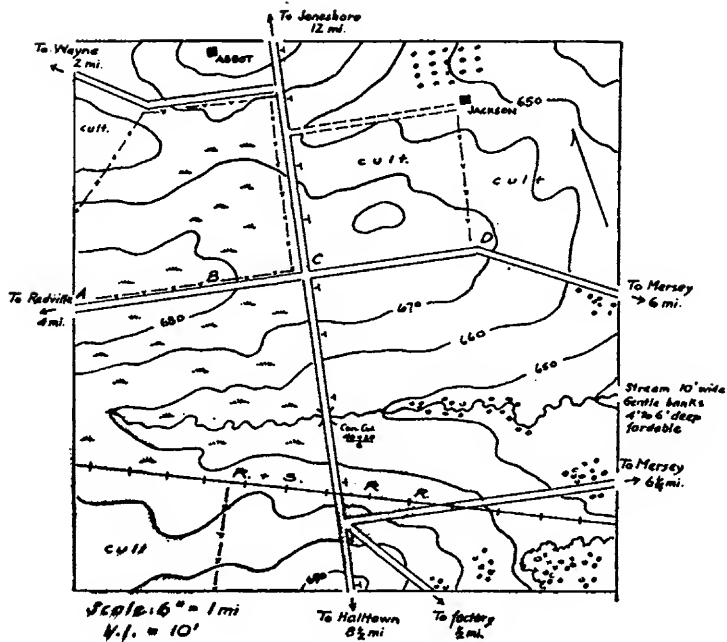 To Jonesboro
12 mi.
To Wayne
2 mi.
ABBOT
650
JACKSON
cult.
cult.
cult
C
D
B
A
To Radville
4 mi.
To Mersey
6 mi.
680
670
660
650
Stream 10' wide
Gentle banks
4' to 6' deep
fordable
Con. Cul.
To Mersey
6½ mi.
R. + S. R. R.
cult
Scale: 6" = 1 mi
V.I. = 10'
To Halltown
8½ mi
To factory
½ mi.